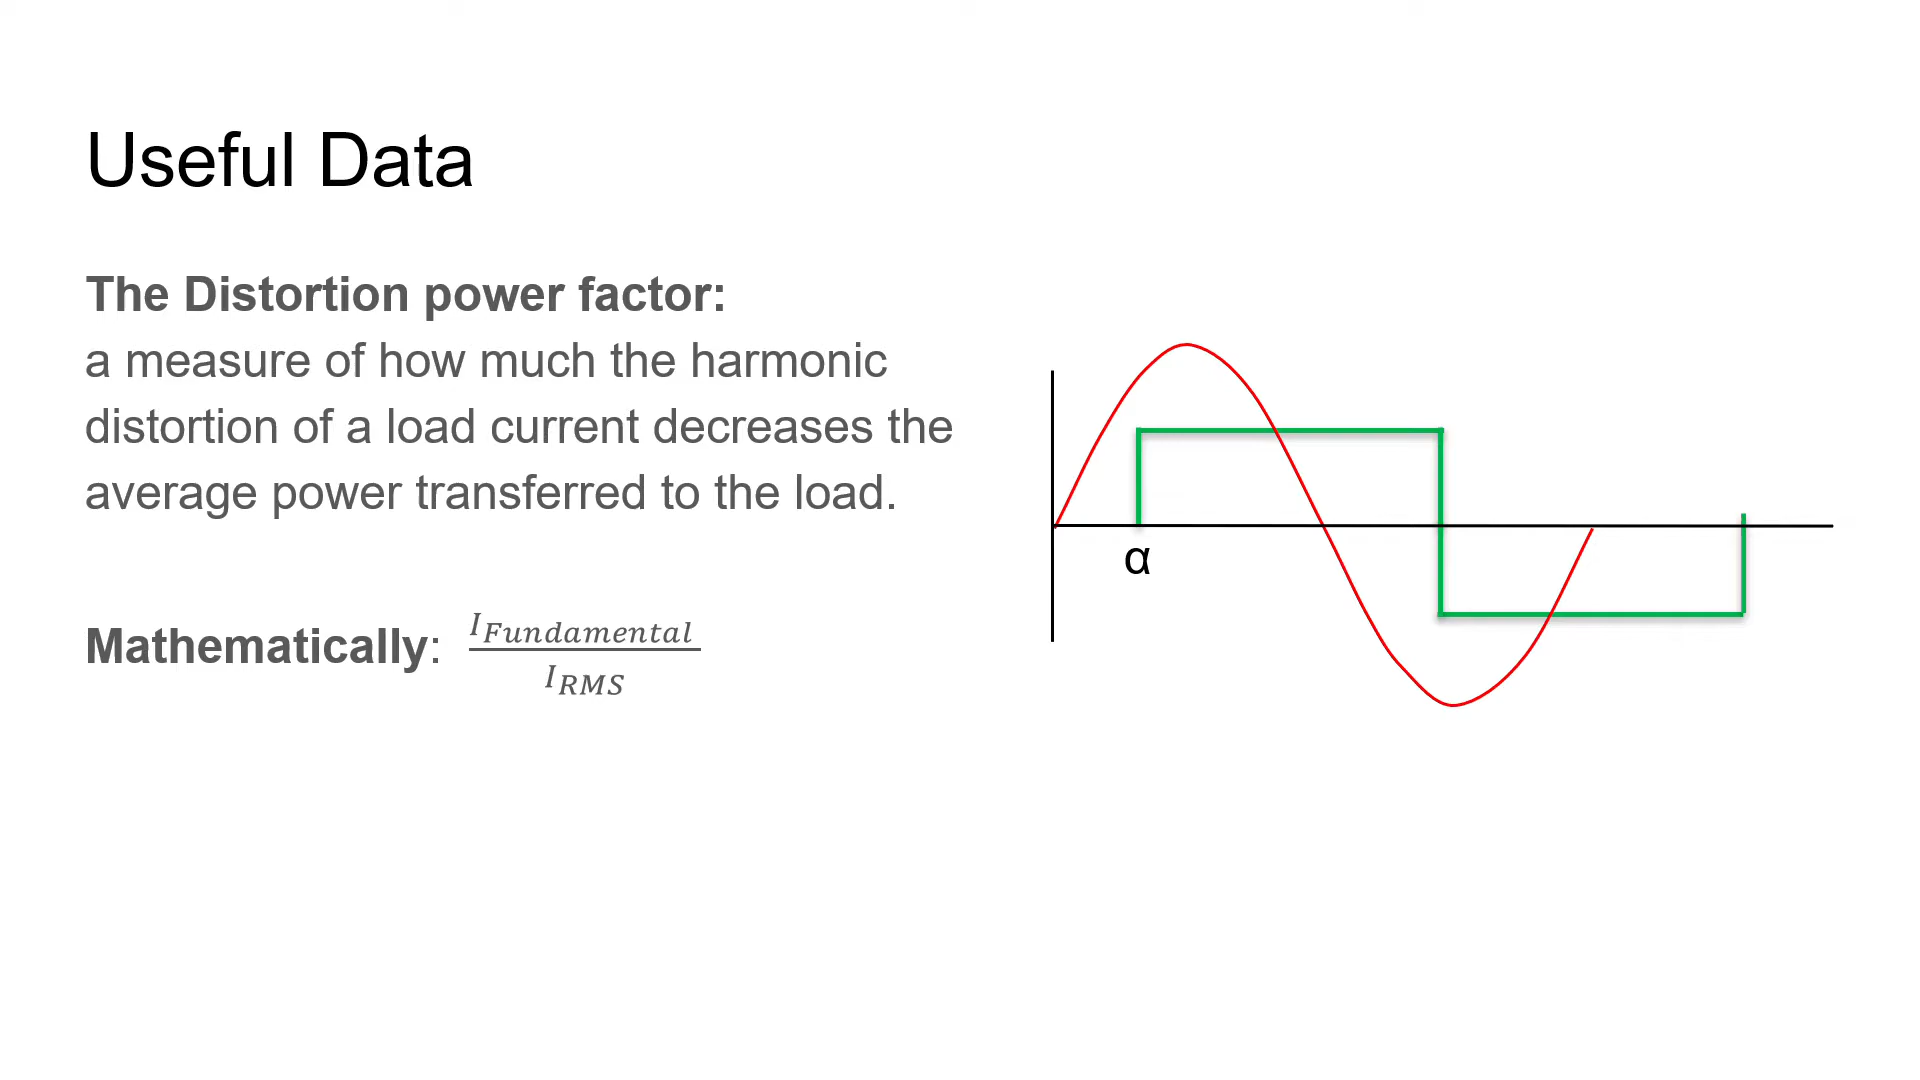 Useful Data
The Distortion power factor:
a measure of how much the harmonic
distortion of a load current decreases the
average power transferred to the load.
Mathematically: I_Fundamental / I_RMS
α